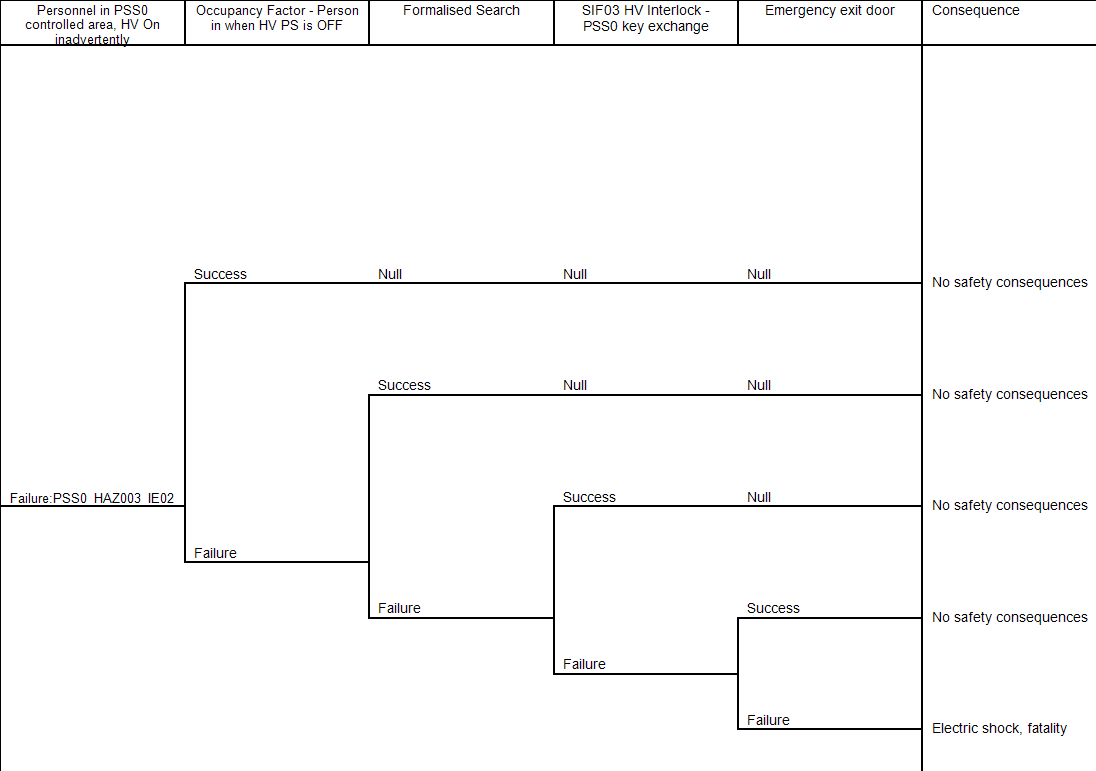 Personnel in PSS0
controlled area, HV On
inadvertently
Occupancy Factor - Person
in when HV PS is OFF
Formalised Search
SIF03 HV Interlock -
PSS0 key exchange
Emergency exit door
Consequence
Success
Null
Null
Null
No safety consequences
Success
Null
Null
No safety consequences
Failure:PSS0_HAZ003_IE02
Success
Null
No safety consequences
Failure
Failure
Success
No safety consequences
Failure
Failure
Electric shock, fatality